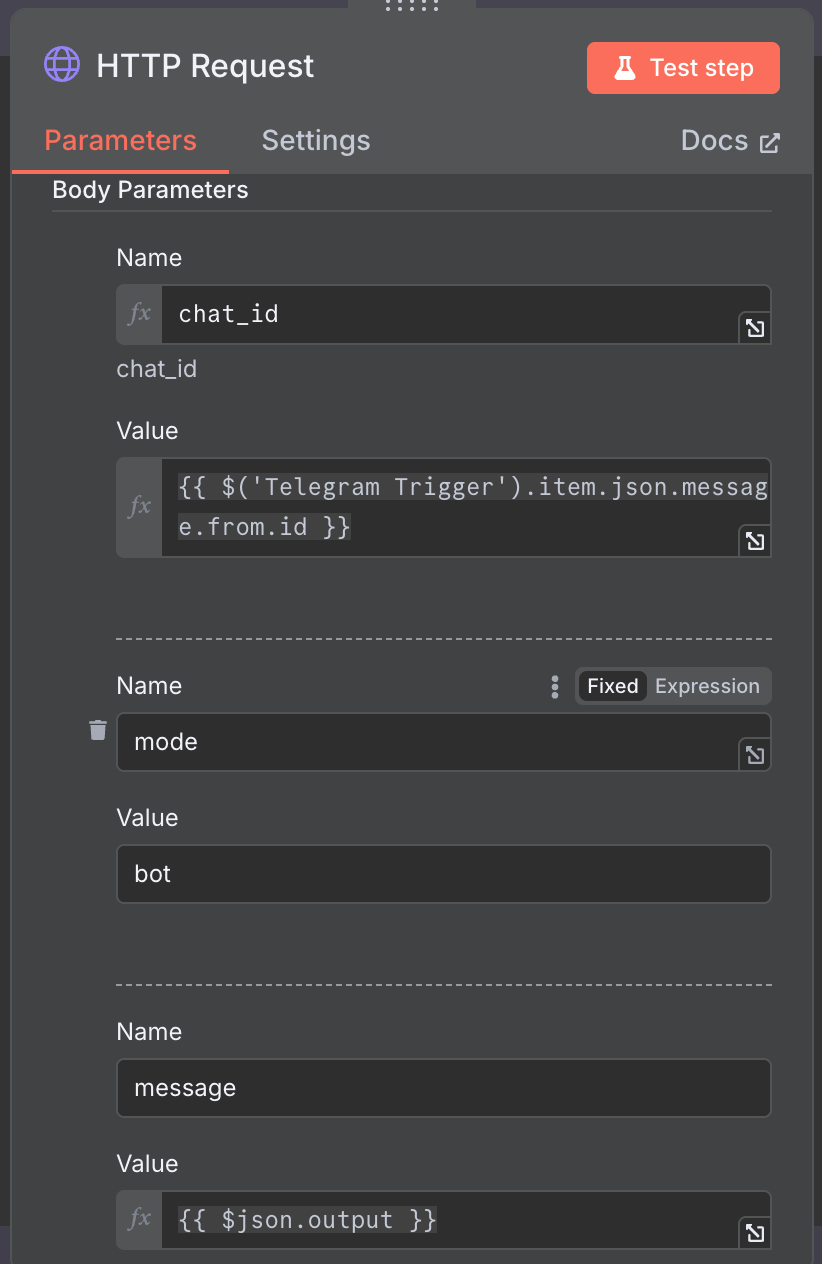 HTTP Request
Test step
Parameters
Settings
Docs
Body Parameters
Name
fx
chat_id
chat_id
Value
fx
{{ $('Telegram Trigger').item.json.messag
e.from.id }}
Name
Fixed
Expression
mode
Value
bot
Name
message
Value
fx
{{ $json.output }}